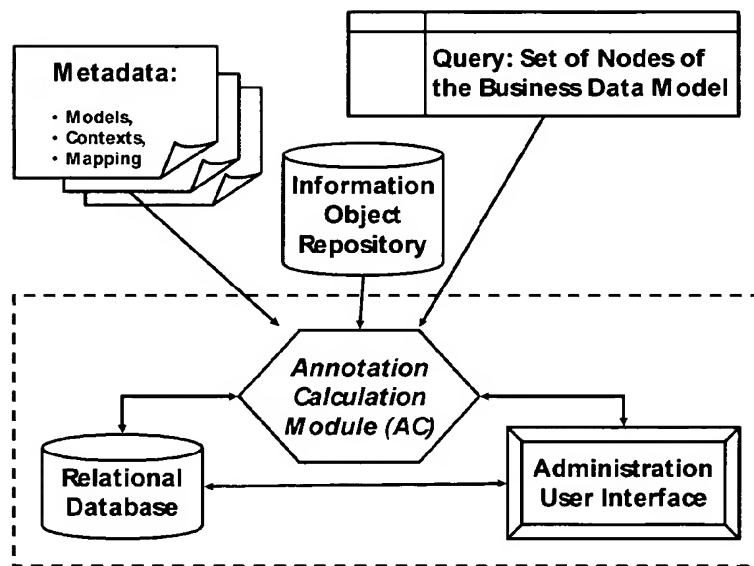 Metadata:
• Models,
• Contexts,
• Mapping
Query: Set of Nodes of
the Business Data Model
Information
Object
Repository
Annotation
Calculation
Module (AC)
Relational
Database
Administration
User Interface